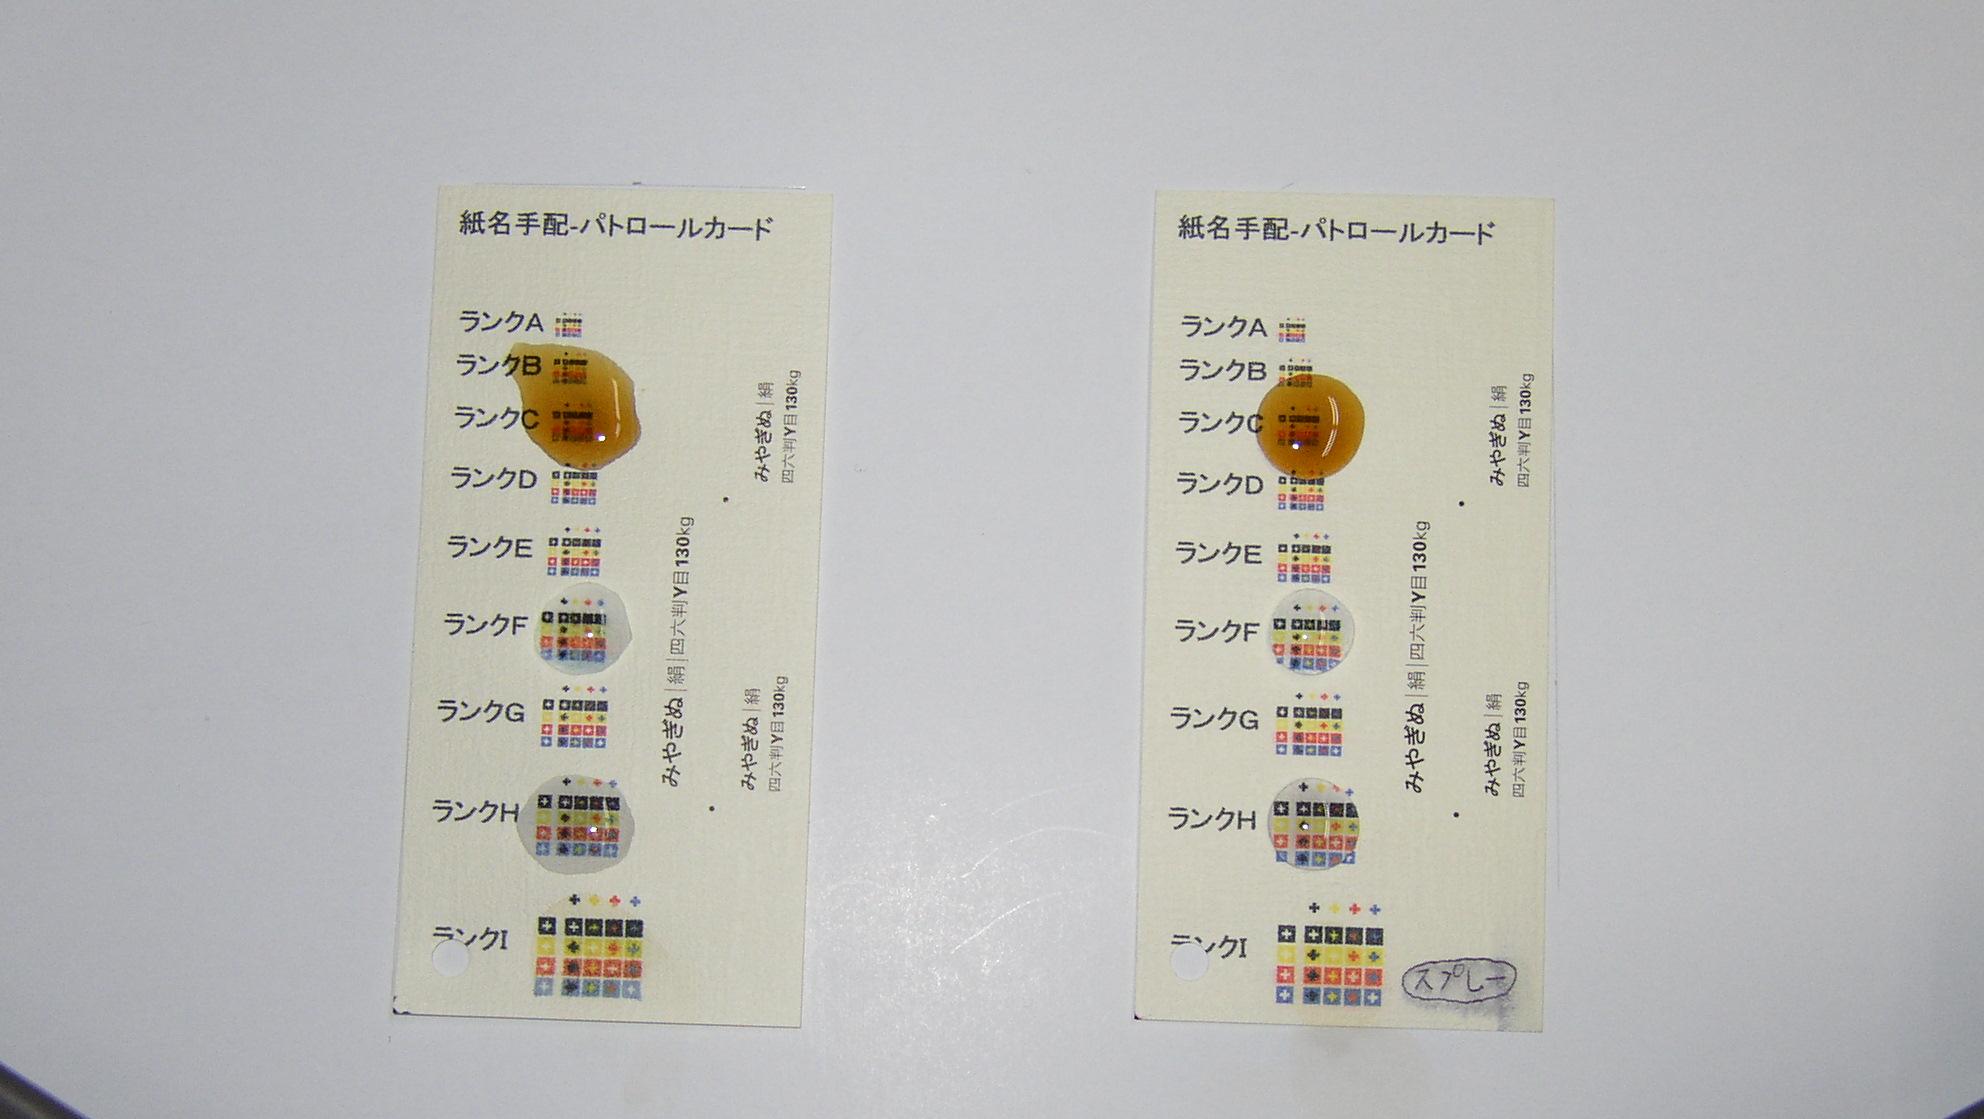 紙名手配-パトロールカード
ランクA
ランクB
ランクC
ランクD
ランクE
ランクF
ランクG
ランクH
ランクI
みやぎぬ|絹|四六判Y目130kg
みやぎぬ|絹
四六判Y目130kg
みやぎぬ|絹
四六判Y目130kg
紙名手配-パトロールカード
ランクA
ランクB
ランクC
ランクD
ランクE
ランクF
ランクG
ランクH
ランクI
みやぎぬ|絹|四六判Y目130kg
みやぎぬ|絹
四六判Y目130kg
みやぎぬ|絹
四六判Y目130kg
スプレー